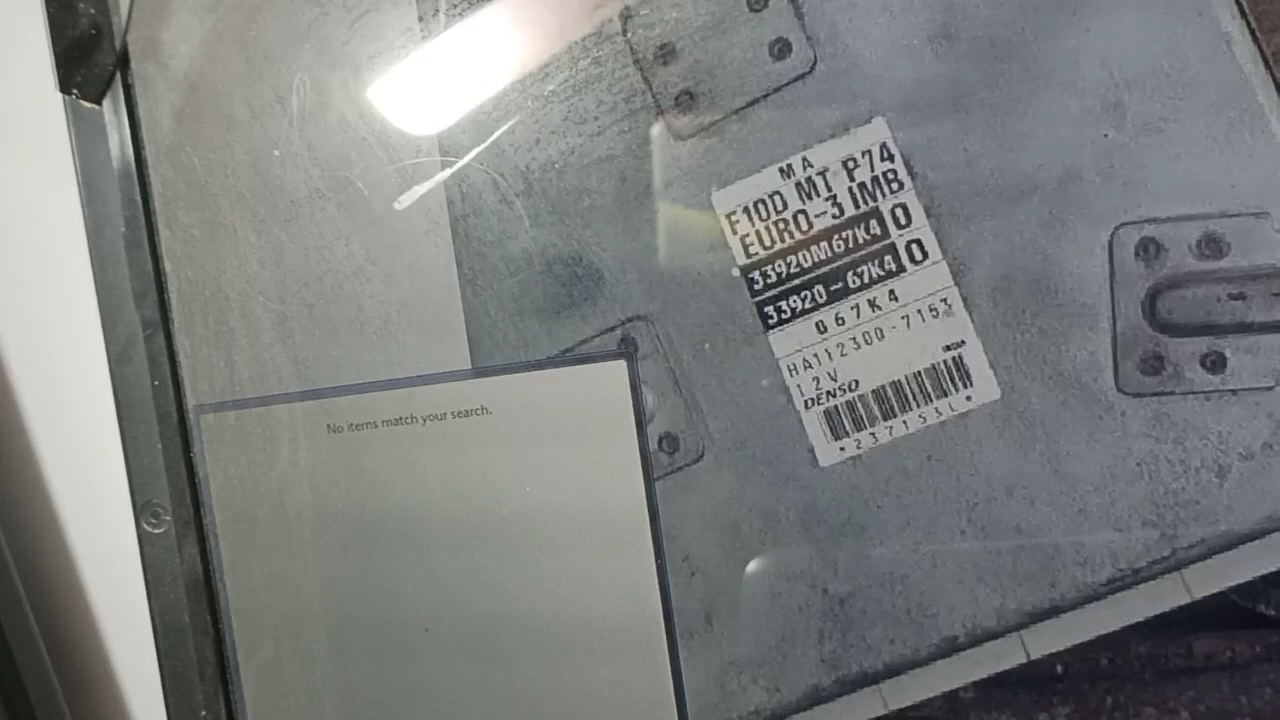 MA
F10D MT P74
EURO-3 IMB
33920M67K4 0
33920-67K4 0
067K4
HA112300-7153
INDIA
12V
DENSO
*237153L*
No items match your search.